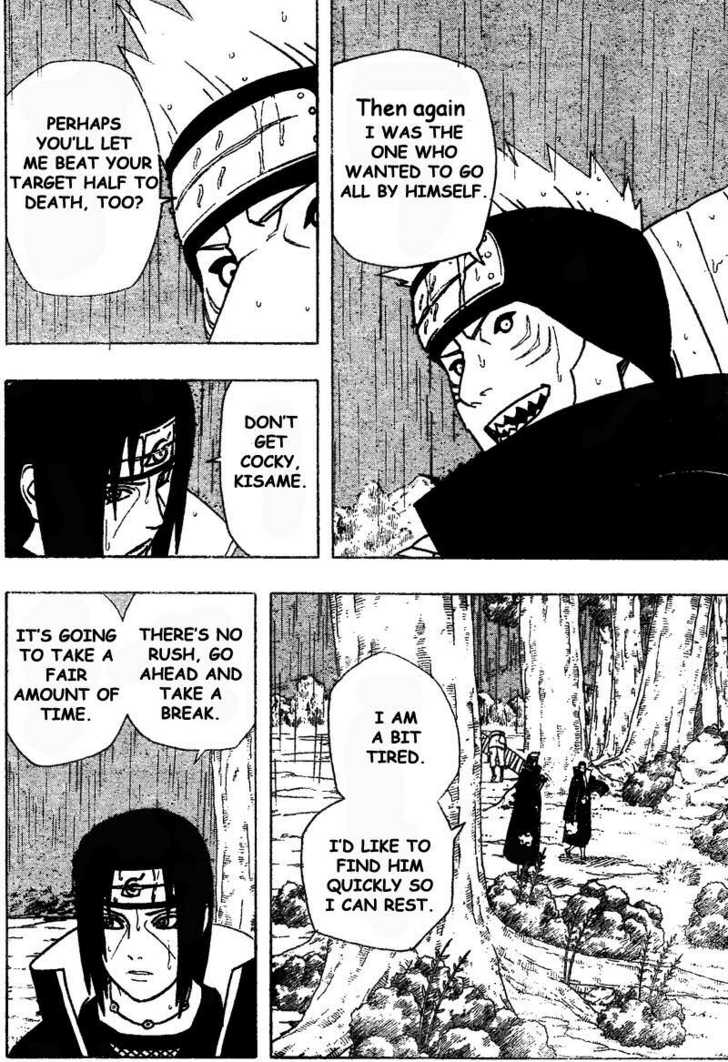 Then again
I WAS THE
ONE WHO
WANTED TO GO
ALL BY HIMSELF.
PERHAPS
YOU'LL LET
ME BEAT YOUR
TARGET HALF TO
DEATH, TOO?
DON'T
GET
COCKY,
KISAME.
I AM
A BIT
TIRED.
I'D LIKE TO
FIND HIM
QUICKLY SO
I CAN REST.
THERE'S NO
RUSH, GO
AHEAD AND
TAKE A
BREAK.
IT'S GOING
TO TAKE A
FAIR
AMOUNT OF
TIME.